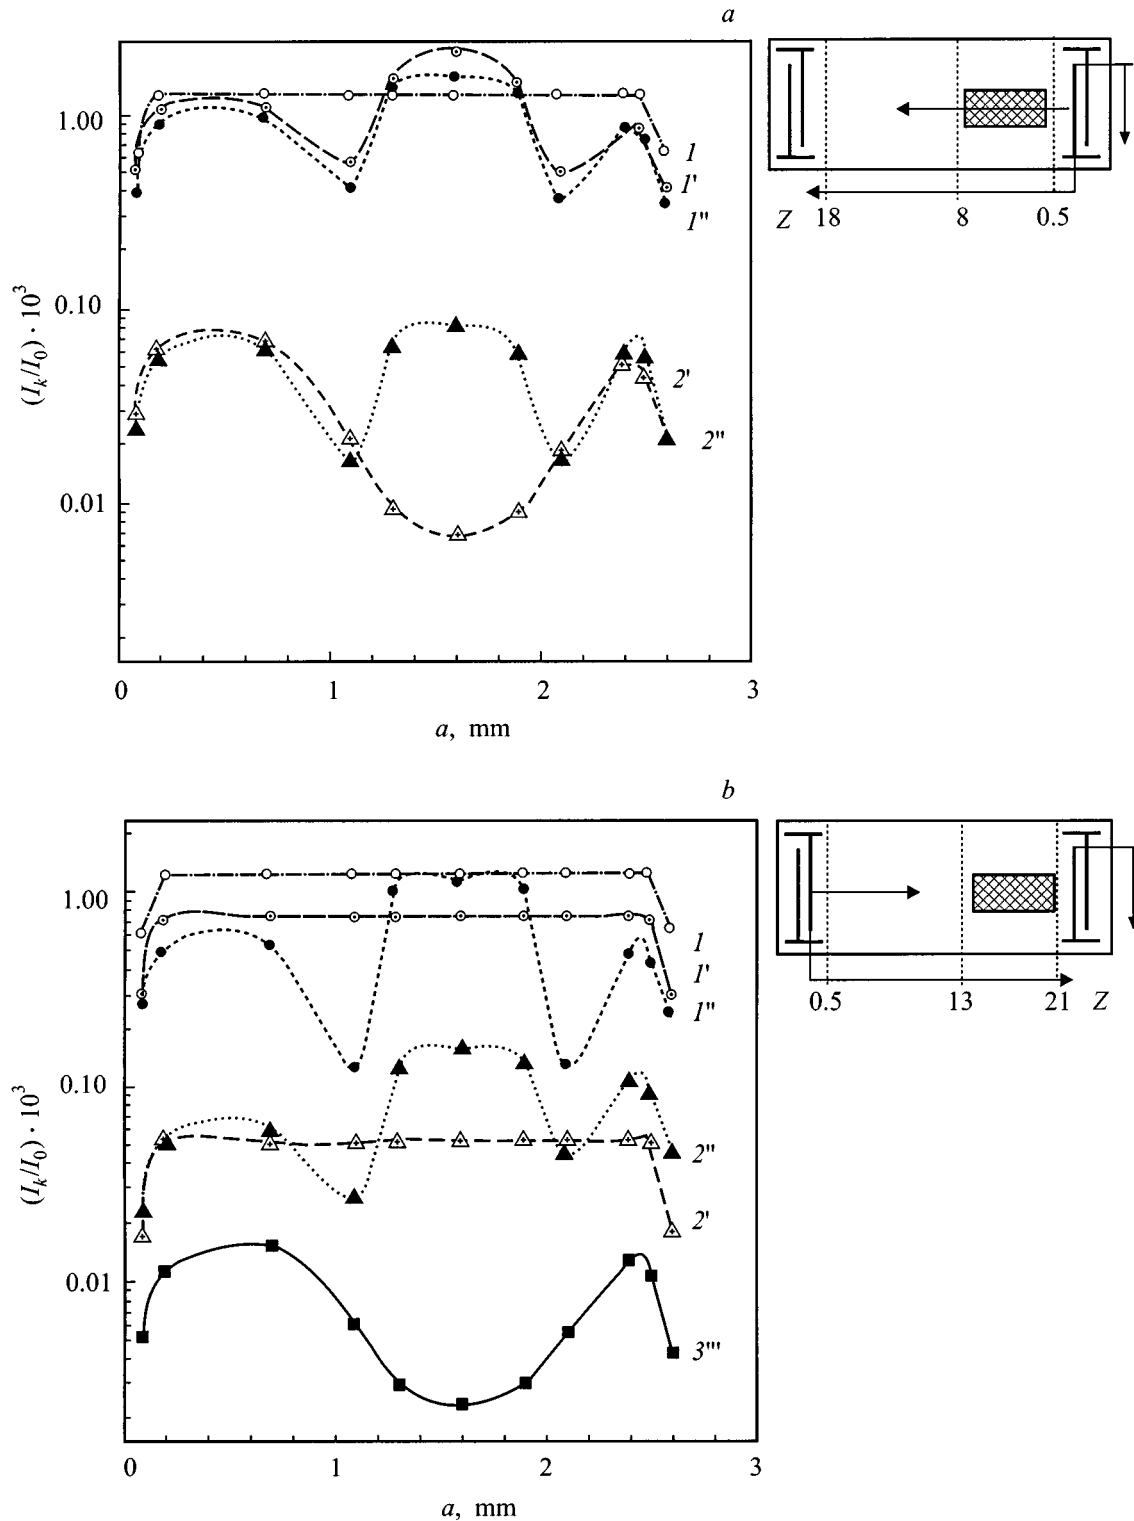 a
1.00
1
1'
1"
Z 18 8 0.5
0.10
(I_k/I_0) · 10^3
2'
2"
0.01
0 1 2 3
a, mm
b
1.00
1
1'
1"
0.5 13 21 Z
0.10
(I_k/I_0) · 10^3
2"
2'
0.01
3'''
0 1 2 3
a, mm